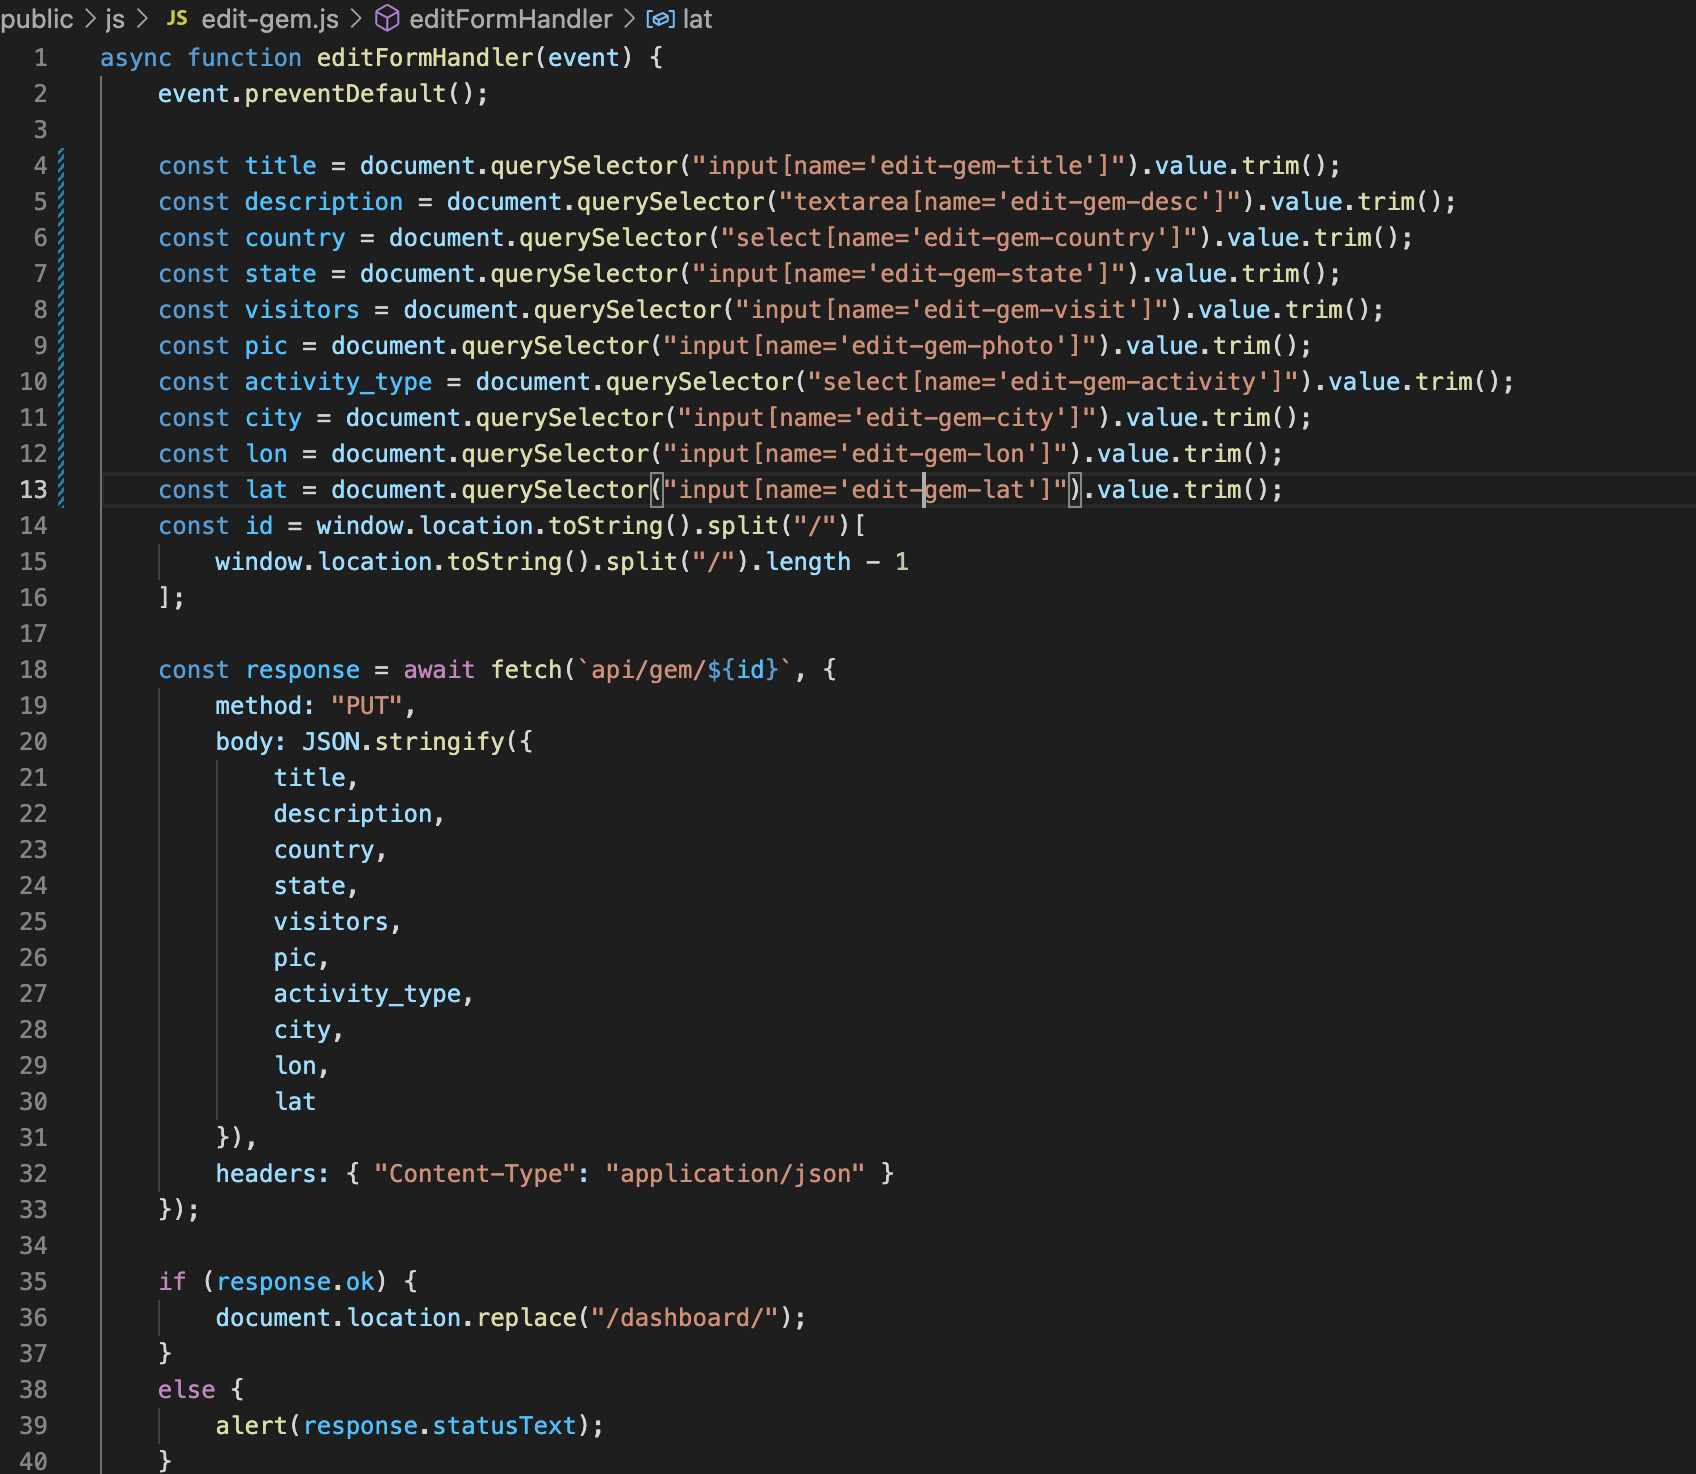 public > js > JS edit-gem.js > editFormHandler > lat
1 async function editFormHandler(event) {
2     event.preventDefault();
3
4     const title = document.querySelector("input[name='edit-gem-title']").value.trim();
5     const description = document.querySelector("textarea[name='edit-gem-desc']").value.trim();
6     const country = document.querySelector("select[name='edit-gem-country']").value.trim();
7     const state = document.querySelector("input[name='edit-gem-state']").value.trim();
8     const visitors = document.querySelector("input[name='edit-gem-visit']").value.trim();
9     const pic = document.querySelector("input[name='edit-gem-photo']").value.trim();
10     const activity_type = document.querySelector("select[name='edit-gem-activity']").value.trim();
11     const city = document.querySelector("input[name='edit-gem-city']").value.trim();
12     const lon = document.querySelector("input[name='edit-gem-lon']").value.trim();
13     const lat = document.querySelector("input[name='edit-gem-lat']").value.trim();
14     const id = window.location.toString().split("/")[
15         window.location.toString().split("/").length - 1
16     ];
17
18     const response = await fetch(`api/gem/${id}`, {
19         method: "PUT",
20         body: JSON.stringify({
21             title,
22             description,
23             country,
24             state,
25             visitors,
26             pic,
27             activity_type,
28             city,
29             lon,
30             lat
31         }),
32         headers: { "Content-Type": "application/json" }
33     });
34
35     if (response.ok) {
36         document.location.replace("/dashboard/");
37     }
38     else {
39         alert(response.statusText);
40     }